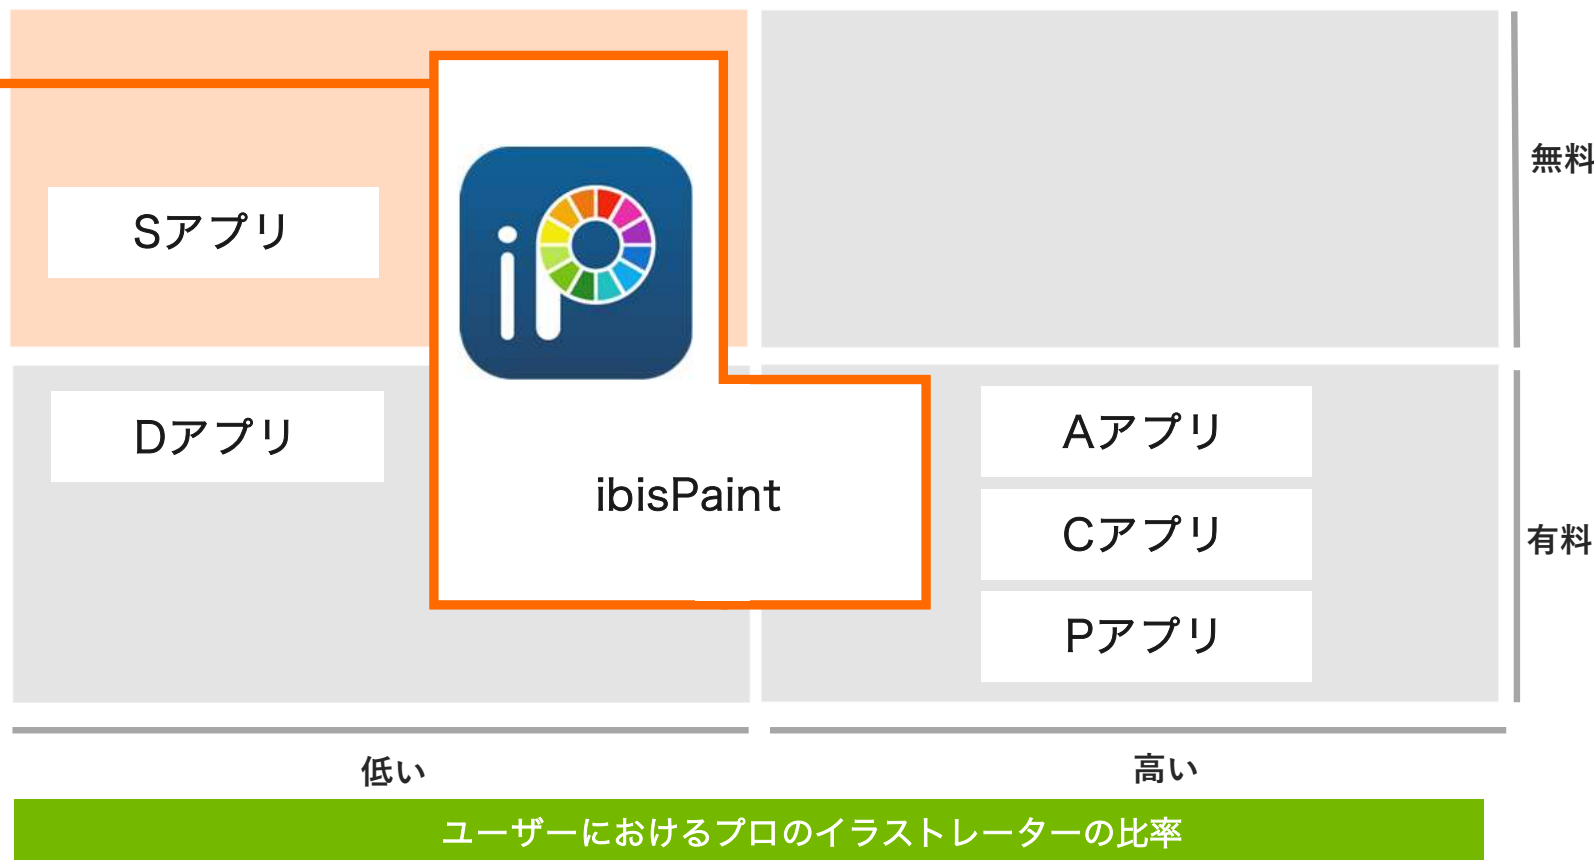 無料
Sアプリ
iP
Dアプリ
Aアプリ
ibisPaint
Cアプリ
有料
Pアプリ
低い
高い
ユーザーにおけるプロのイラストレーターの比率